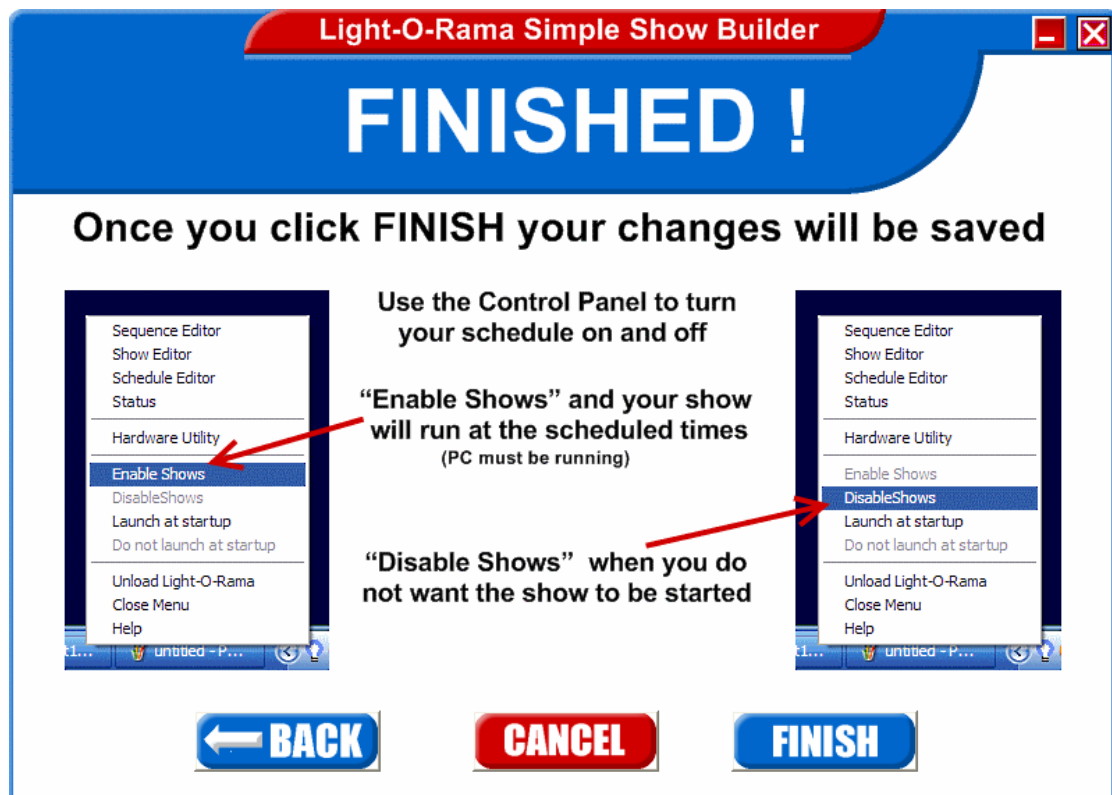 Light-O-Rama Simple Show Builder
FINISHED !
Once you click FINISH your changes will be saved
Sequence Editor
Show Editor
Schedule Editor
Status
Hardware Utility
Enable Shows
DisableShows
Launch at startup
Do not launch at startup
Unload Light-O-Rama
Close Menu
Help
t1...
untitled - P...
Use the Control Panel to turn
your schedule on and off
“Enable Shows” and your show
will run at the scheduled times
(PC must be running)
“Disable Shows” when you do
not want the show to be started
Sequence Editor
Show Editor
Schedule Editor
Status
Hardware Utility
Enable Shows
DisableShows
Launch at startup
Do not launch at startup
Unload Light-O-Rama
Close Menu
Help
t1...
untitled - P...
BACK
CANCEL
FINISH